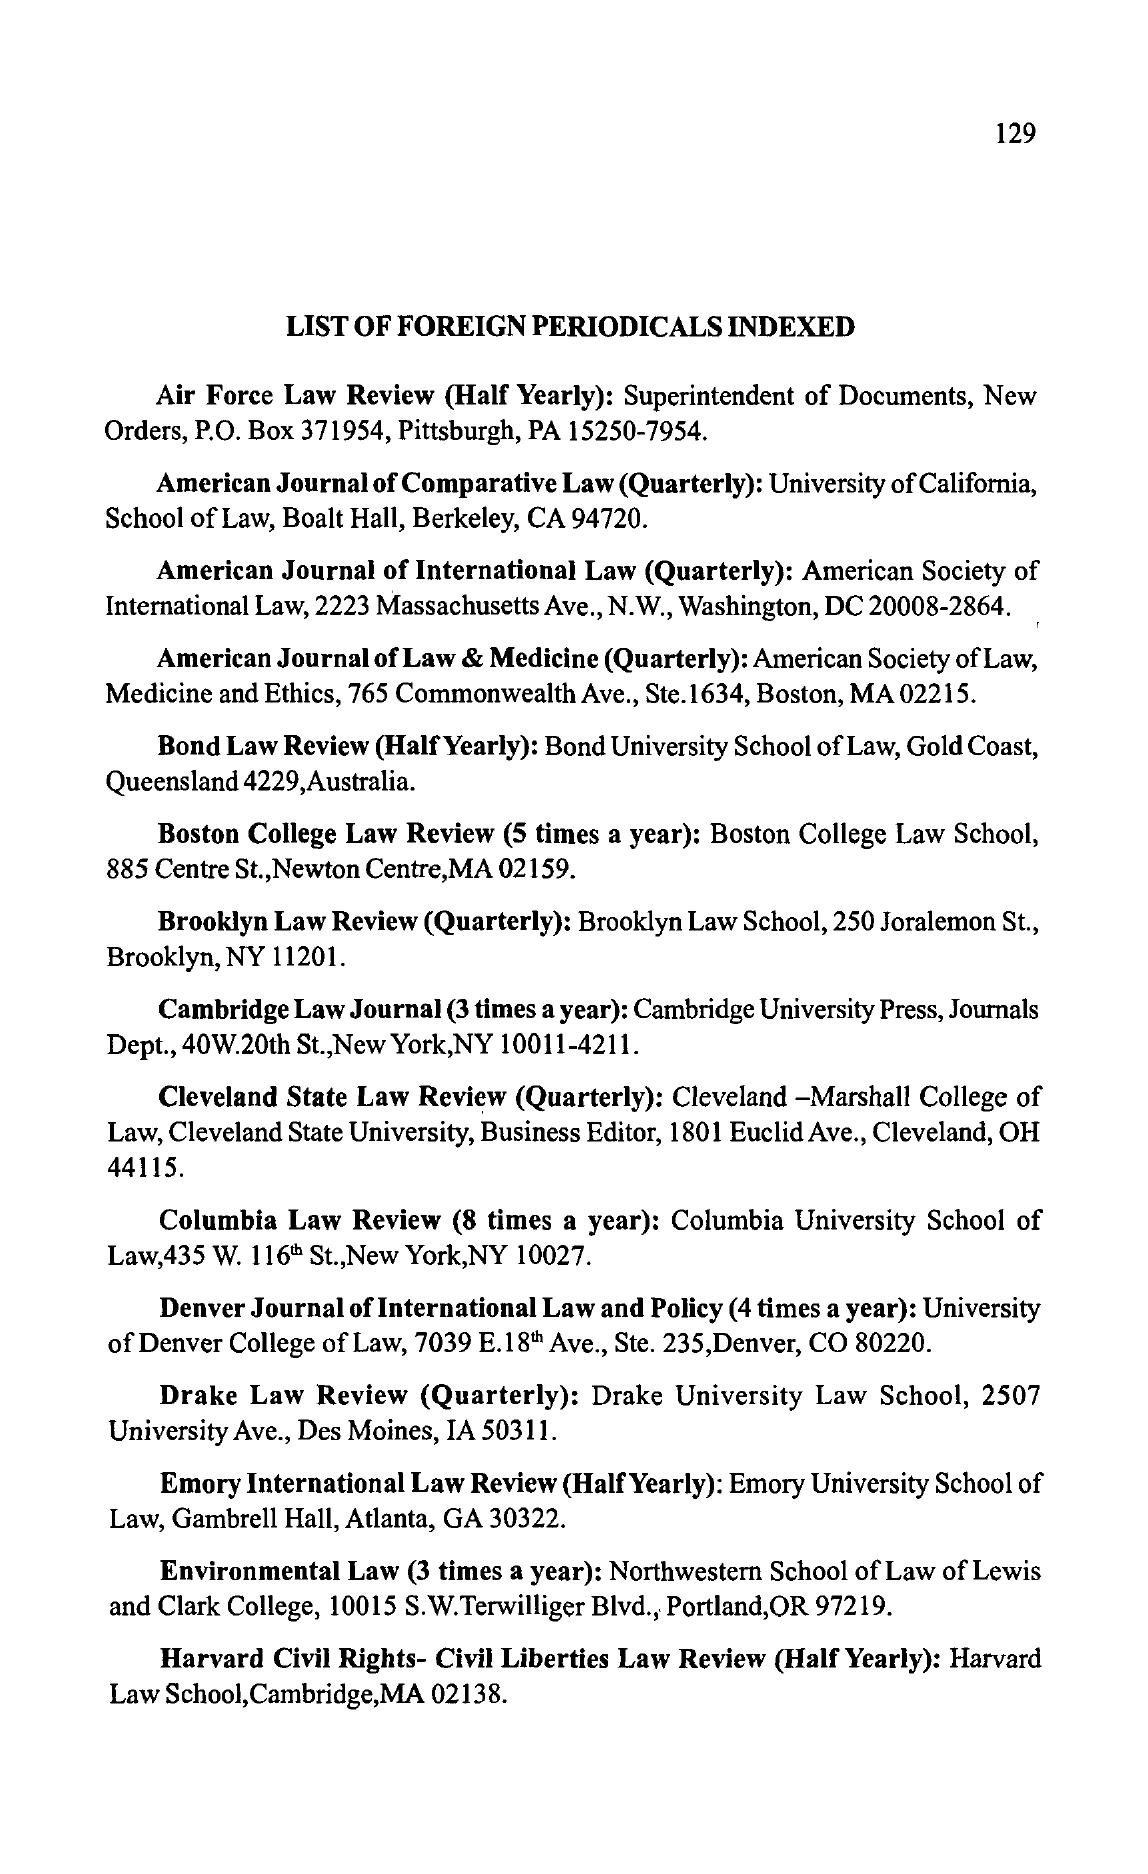 129
LIST OF FOREIGN PERIODICALS INDEXED
Air Force Law Review (Half Yearly): Superintendent of Documents, New
Orders, P.O. Box 371954, Pittsburgh, PA 15250-7954.
American Journal of Comparative Law (Quarterly): University of California,
School of Law, Boalt Hall, Berkeley, CA 94720.
American Journal of International Law (Quarterly): American Society of
International Law, 2223 Massachusetts Ave., N.W., Washington, DC 20008-2864.
American Journal of Law & Medicine (Quarterly): American Society of Law,
Medicine and Ethics, 765 Commonwealth Ave., Ste.1634, Boston, MA 02215.
Bond Law Review (Half Yearly): Bond University School of Law, Gold Coast,
Queensland 4229,Australia.
Boston College Law Review (5 times a year): Boston College Law School,
885 Centre St.,Newton Centre,MA 02159.
Brooklyn Law Review (Quarterly): Brooklyn Law School, 250 Joralemon St.,
Brooklyn, NY 11201.
Cambridge Law Journal (3 times a year): Cambridge University Press, Journals
Dept., 40W.20th St.,New York,NY 10011-4211.
Cleveland State Law Review (Quarterly): Cleveland –Marshall College of
Law, Cleveland State University, Business Editor, 1801 Euclid Ave., Cleveland, OH
44115.
Columbia Law Review (8 times a year): Columbia University School of
Law,435 W. 116th St.,New York,NY 10027.
Denver Journal of International Law and Policy (4 times a year): University
of Denver College of Law, 7039 E.18th Ave., Ste. 235,Denver, CO 80220.
Drake Law Review (Quarterly): Drake University Law School, 2507
University Ave., Des Moines, IA 50311.
Emory International Law Review (Half Yearly): Emory University School of
Law, Gambrell Hall, Atlanta, GA 30322.
Environmental Law (3 times a year): Northwestern School of Law of Lewis
and Clark College, 10015 S.W.Terwilliger Blvd., Portland,OR 97219.
Harvard Civil Rights- Civil Liberties Law Review (Half Yearly): Harvard
Law School,Cambridge,MA 02138.